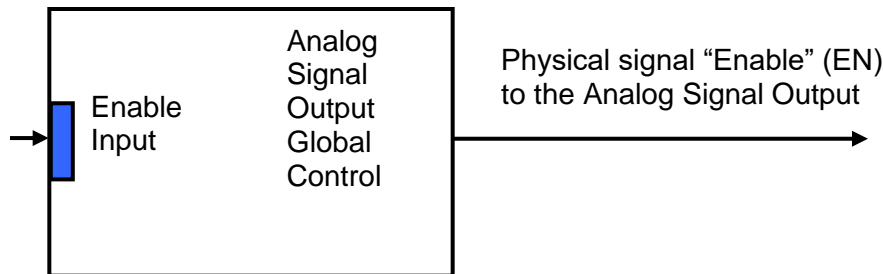 Enable
Input
Analog
Signal
Output
Global
Control
Physical signal “Enable” (EN)
to the Analog Signal Output